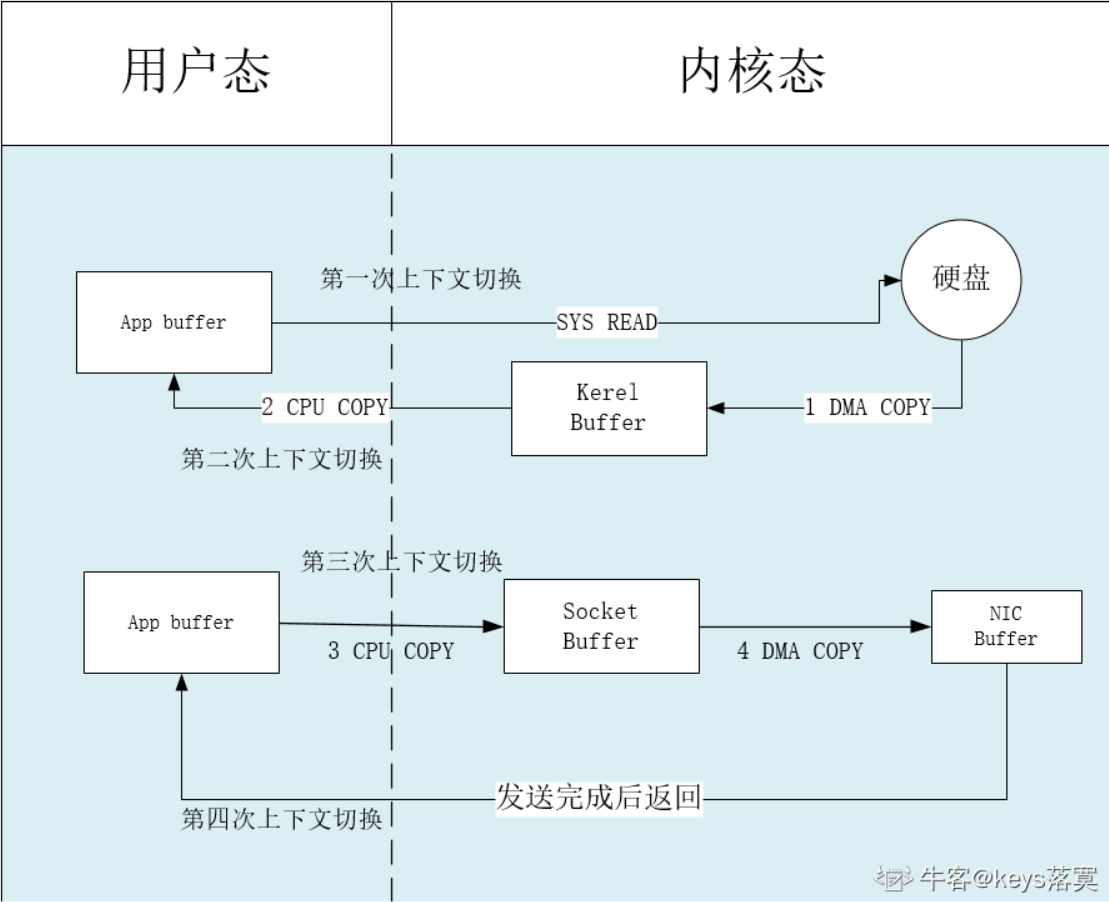 用户态
内核态
第一次上下文切换
硬盘
App buffer
SYS READ
Kerel
Buffer
2 CPU COPY
1 DMA COPY
第二次上下文切换
第三次上下文切换
App buffer
Socket
Buffer
NIC
Buffer
3 CPU COPY
4 DMA COPY
发送完成后返回
第四次上下文切换
牛客@keys落寞